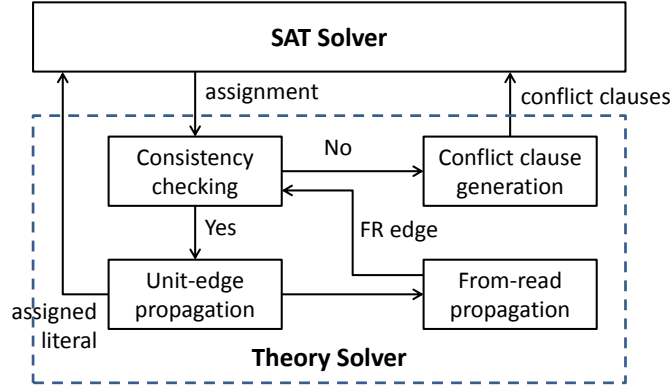 SAT Solver
assignment
conflict clauses
Consistency
checking
No
Conflict clause
generation
Yes
FR edge
Unit-edge
propagation
From-read
propagation
assigned
literal
Theory Solver